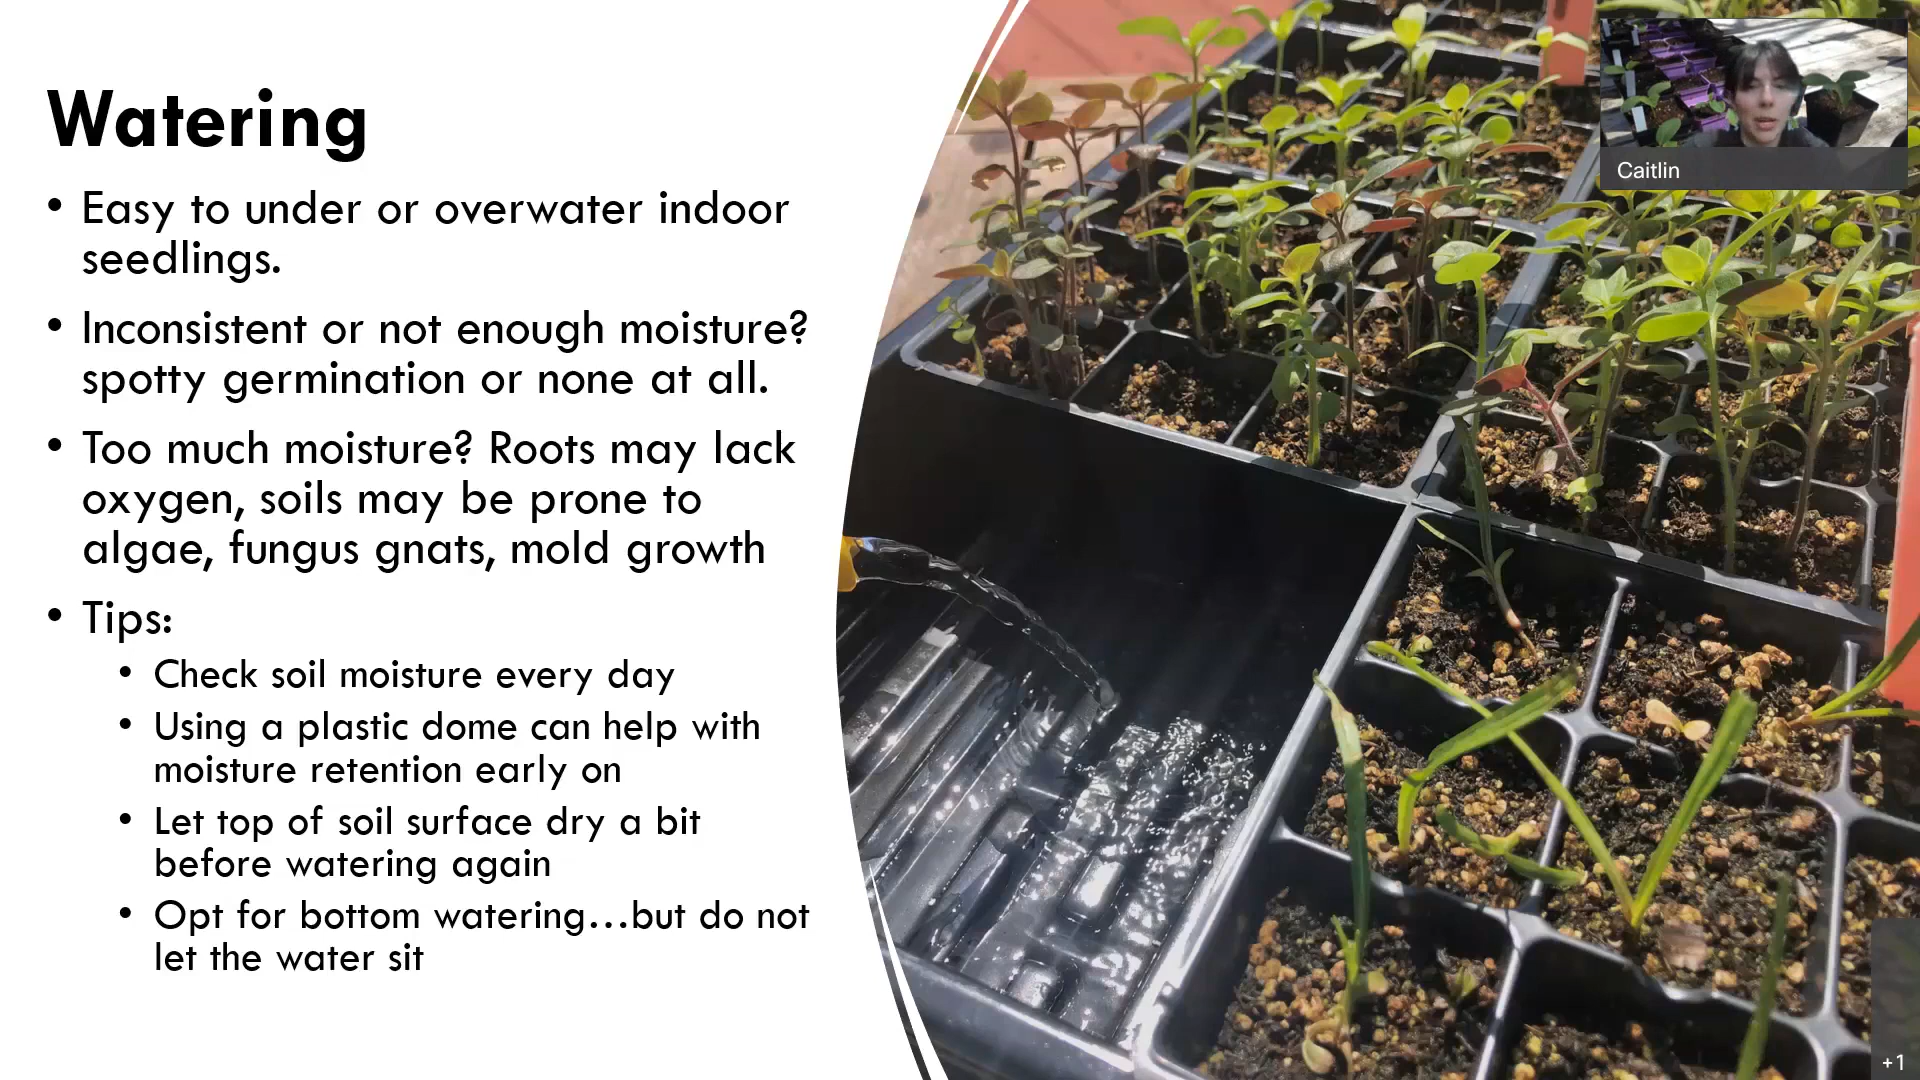 Watering
• Easy to under or overwater indoor
seedlings.
• Inconsistent or not enough moisture?
spotty germination or none at all.
• Too much moisture? Roots may lack
oxygen, soils may be prone to
algae, fungus gnats, mold growth
• Tips:
• Check soil moisture every day
• Using a plastic dome can help with
moisture retention early on
• Let top of soil surface dry a bit
before watering again
• Opt for bottom watering...but do not
let the water sit
Caitlin
+1